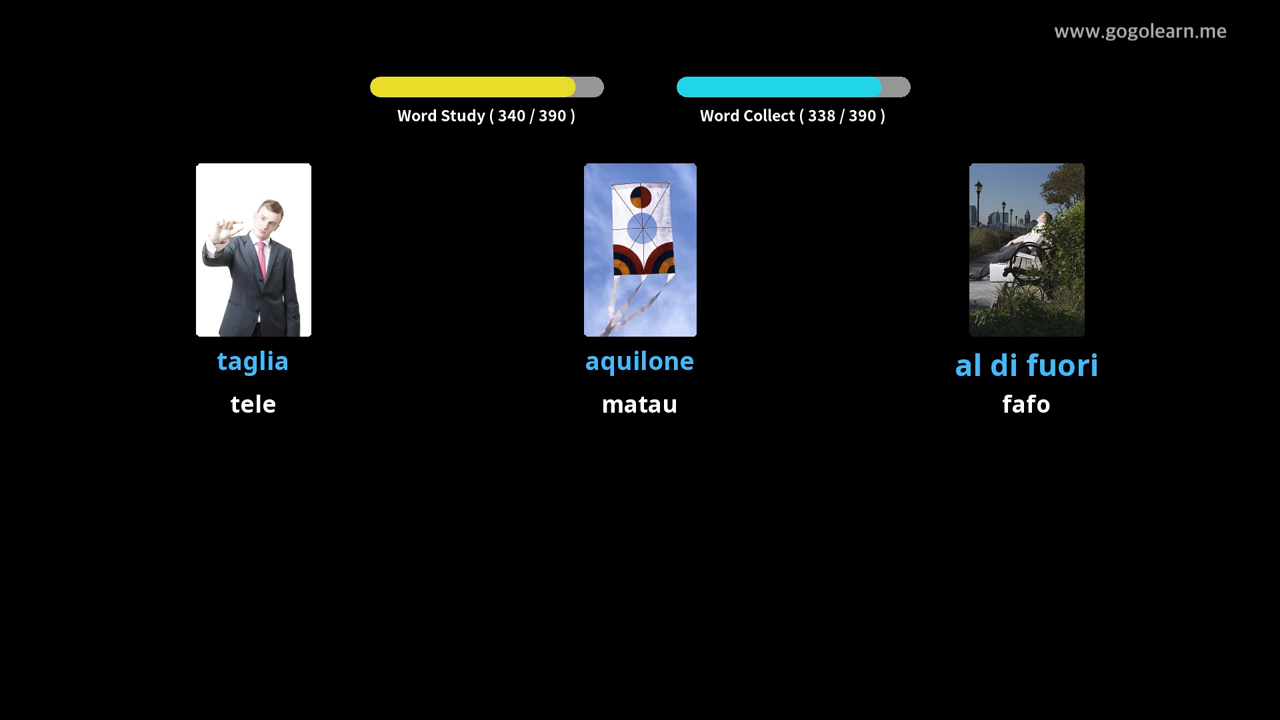 www.gogolearn.me
Word Study ( 340 / 390 )
Word Collect ( 338 / 390 )
taglia
aquilone
al di fuori
tele
matau
fafo